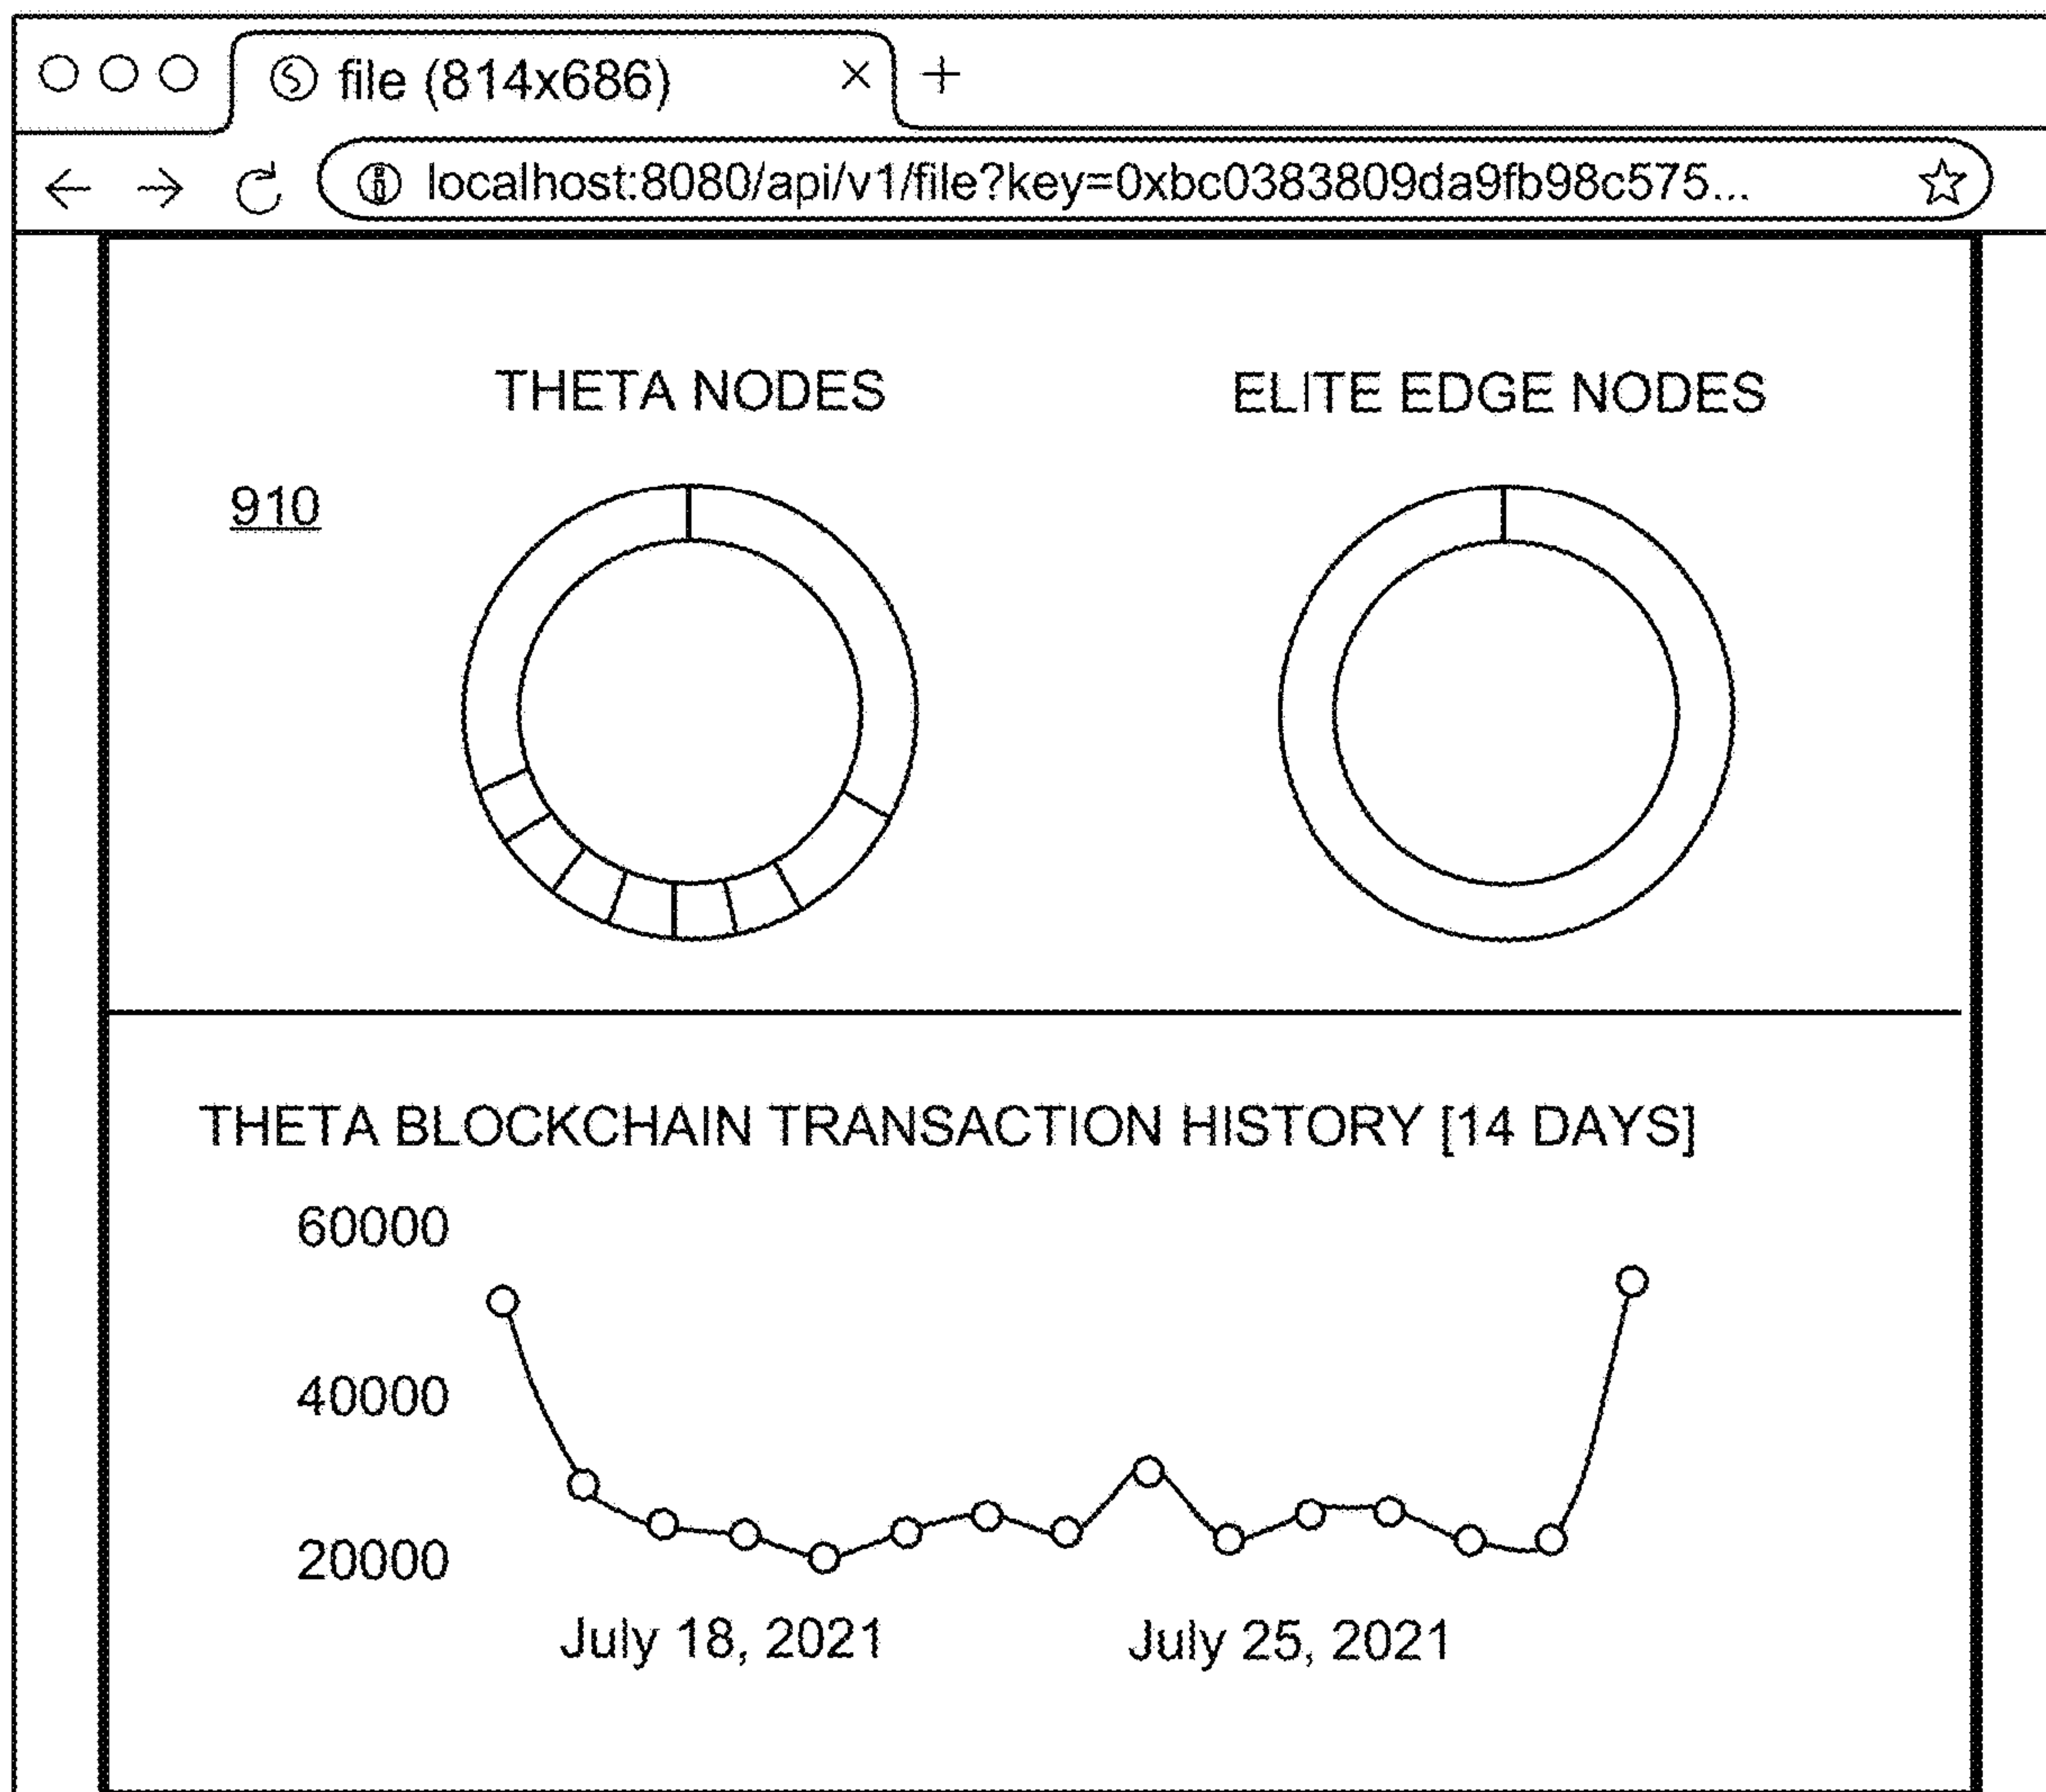 file (814x686)
localhost:8080/api/v1/file?key=0xbc0383809da9fb98c575...
THETA NODES
ELITE EDGE NODES
910
THETA BLOCKCHAIN TRANSACTION HISTORY [14 DAYS]
60000
40000
20000
July 18, 2021
July 25, 2021